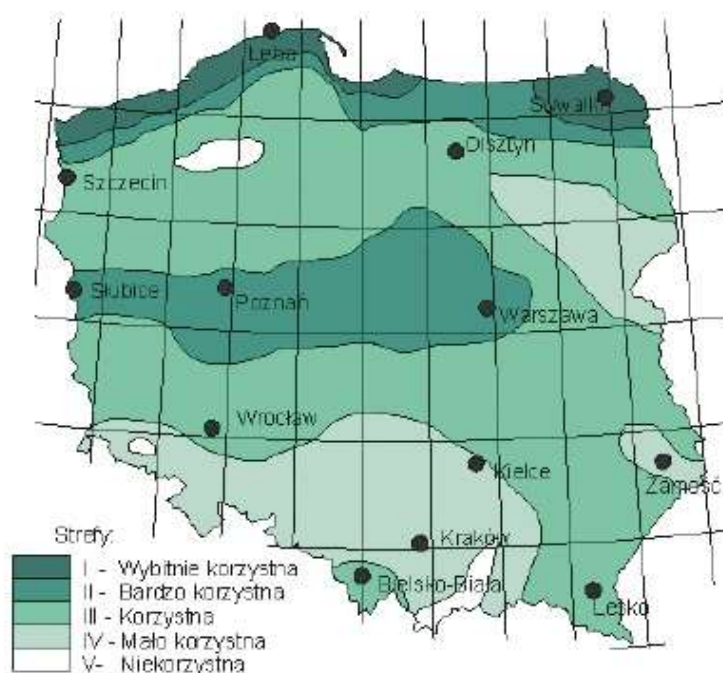 Łeba
Suwałki
Olsztyn
Szczecin
Słubice
Poznań
Warszawa
Wrocław
Kielce
Zamość
Kraków
Bielsko-Biała
Lesko
Strefy:
I - Wybitnie korzystna
II - Bardzo korzystna
III - Korzystna
IV - Mało korzystna
V- Niekorzystna